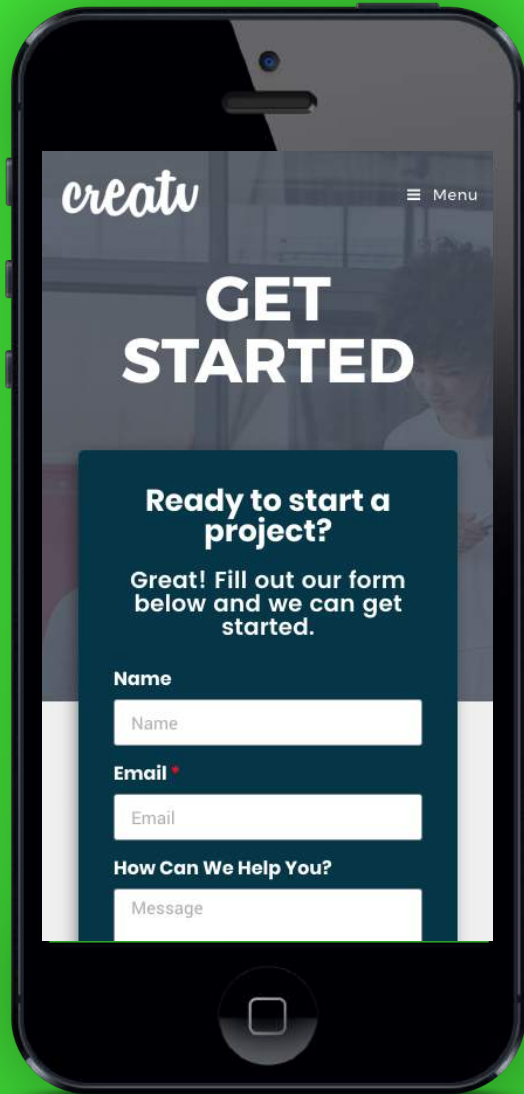 creatv
Menu
GET
STARTED
Ready to start a
project?
Great! Fill out our form
below and we can get
started.
Name
Name
Email *
Email
How Can We Help You?
Message